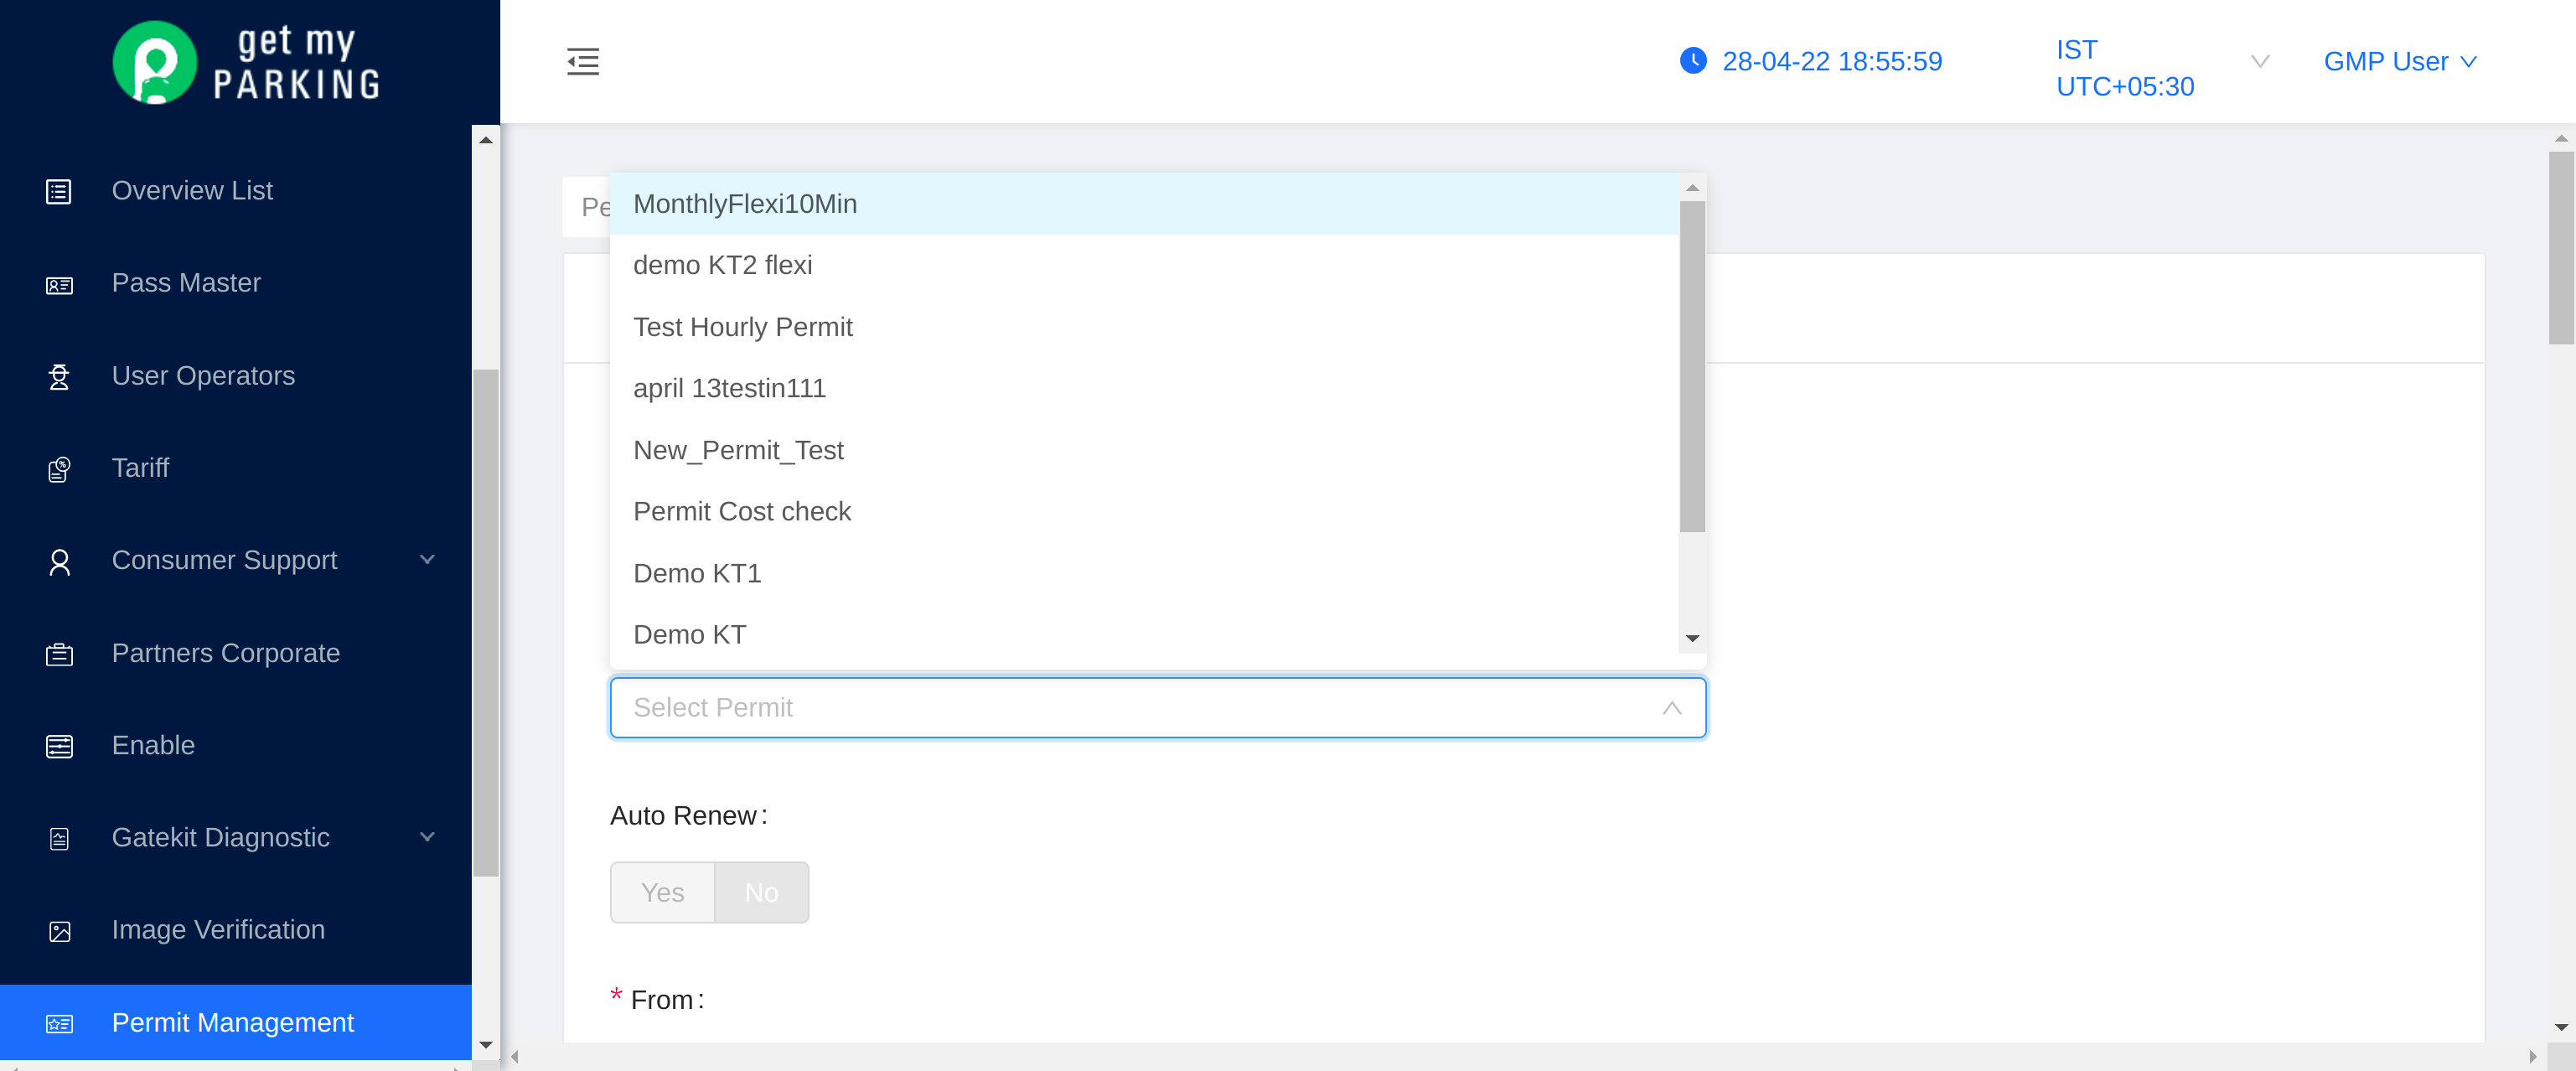 get my
PARKING
28-04-22 18:55:59
IST
UTC+05:30
GMP User
Overview List
Pass Master
User Operators
Tariff
Consumer Support
Partners Corporate
Enable
Gatekit Diagnostic
Image Verification
Permit Management
Pe
MonthlyFlexi10Min
demo KT2 flexi
Test Hourly Permit
april 13testin111
New_Permit_Test
Permit Cost check
Demo KT1
Demo KT
Select Permit
Auto Renew :
Yes No
* From :